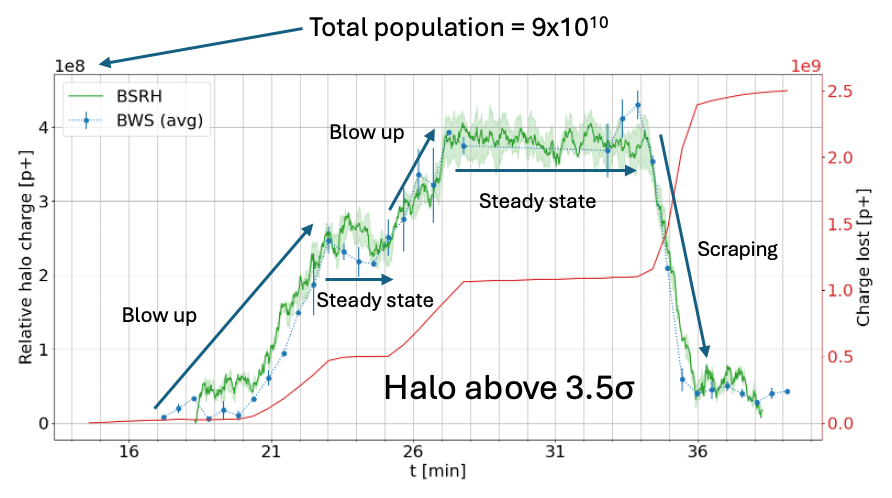 Total population = 9x10¹⁰
1e8
1e9
BSRH
BWS (avg)
Blow up
Steady state
Blow up
Steady state
Scraping
Halo above 3.5σ
Relative halo charge [p+]
4
3
2
1
0
Charge lost [p+]
2.5
2.0
1.5
1.0
0.5
0.0
16
21
26
31
36
t [min]